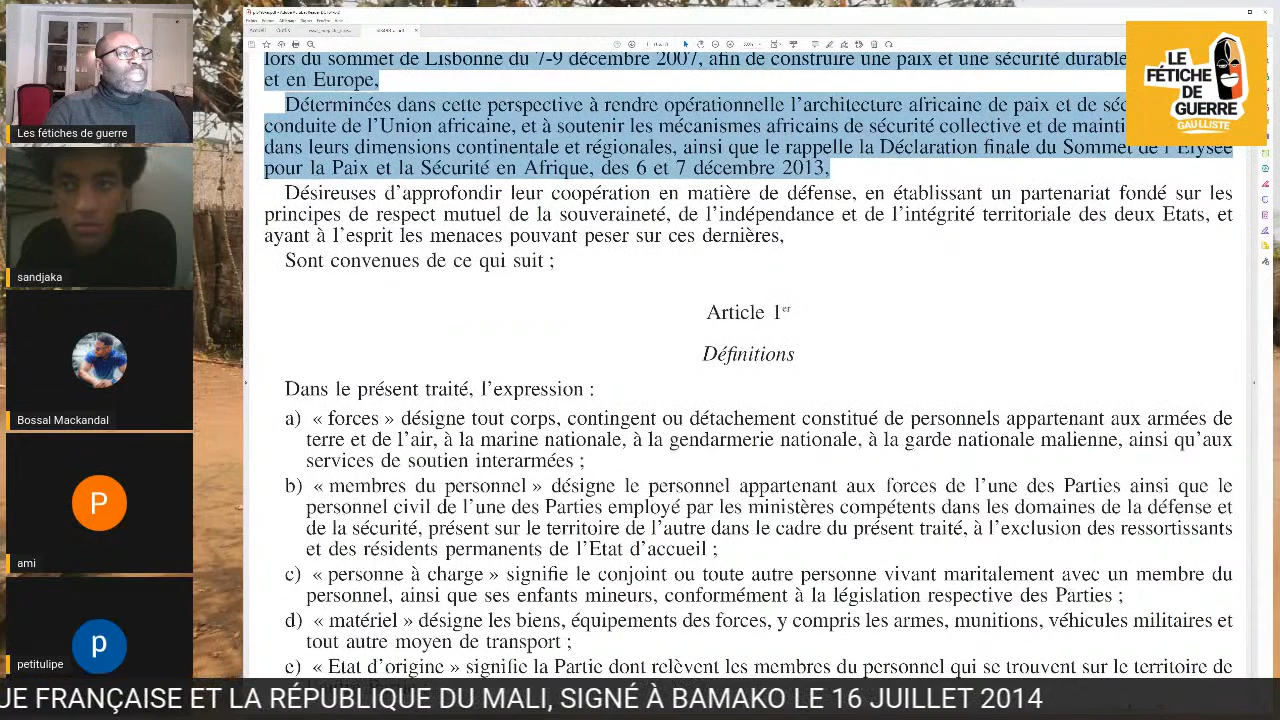 Les fétiches de guerre
sandjaka
Bossal Mackandal
P
ami
p
petitulipe
LE
FÉTICHE
DE
GUERRE
GAULLISTE
lors du sommet de Lisbonne du 7-9 décembre 2007, afin de construire une paix et une sécurité durable
et en Europe,
Déterminées dans cette perspective à rendre opérationnelle l'architecture africaine de paix et de séc
conduite de l'Union africaine et à soutenir les mécanismes africains de sécurité collective et de mainti
dans leurs dimensions continentale et régionales, ainsi que le rappelle la Déclaration finale du Sommet de l'Elysée
pour la Paix et la Sécurité en Afrique, des 6 et 7 décembre 2013,
Désireuses d'approfondir leur coopération en matière de défense, en établissant un partenariat fondé sur les
principes de respect mutuel de la souveraineté, de l'indépendance et de l'intégrité territoriale des deux Etats, et
ayant à l'esprit les menaces pouvant peser sur ces dernières,
Sont convenues de ce qui suit ;
Article 1er
Définitions
Dans le présent traité, l'expression :
a) « forces » désigne tout corps, contingent ou détachement constitué de personnels appartenant aux armées de
terre et de l'air, à la marine nationale, à la gendarmerie nationale, à la garde nationale malienne, ainsi qu'aux
services de soutien interarmées ;
b) « membres du personnel » désigne le personnel appartenant aux forces de l'une des Parties ainsi que le
personnel civil de l'une des Parties employé par les ministères compétents dans les domaines de la défense et
de la sécurité, présent sur le territoire de l'autre dans le cadre du présent traité, à l'exclusion des ressortissants
et des résidents permanents de l'Etat d'accueil ;
c) « personne à charge » signifie le conjoint ou toute autre personne vivant maritalement avec un membre du
personnel, ainsi que ses enfants mineurs, conformément à la législation respective des Parties ;
d) « matériel » désigne les biens, équipements des forces, y compris les armes, munitions, véhicules militaires et
tout autre moyen de transport ;
e) « Etat d'origine » signifie la Partie dont relèvent les membres du personnel qui se trouvent sur le territoire de
UE FRANÇAISE ET LA RÉPUBLIQUE DU MALI, SIGNÉ À BAMAKO LE 16 JUILLET 2014